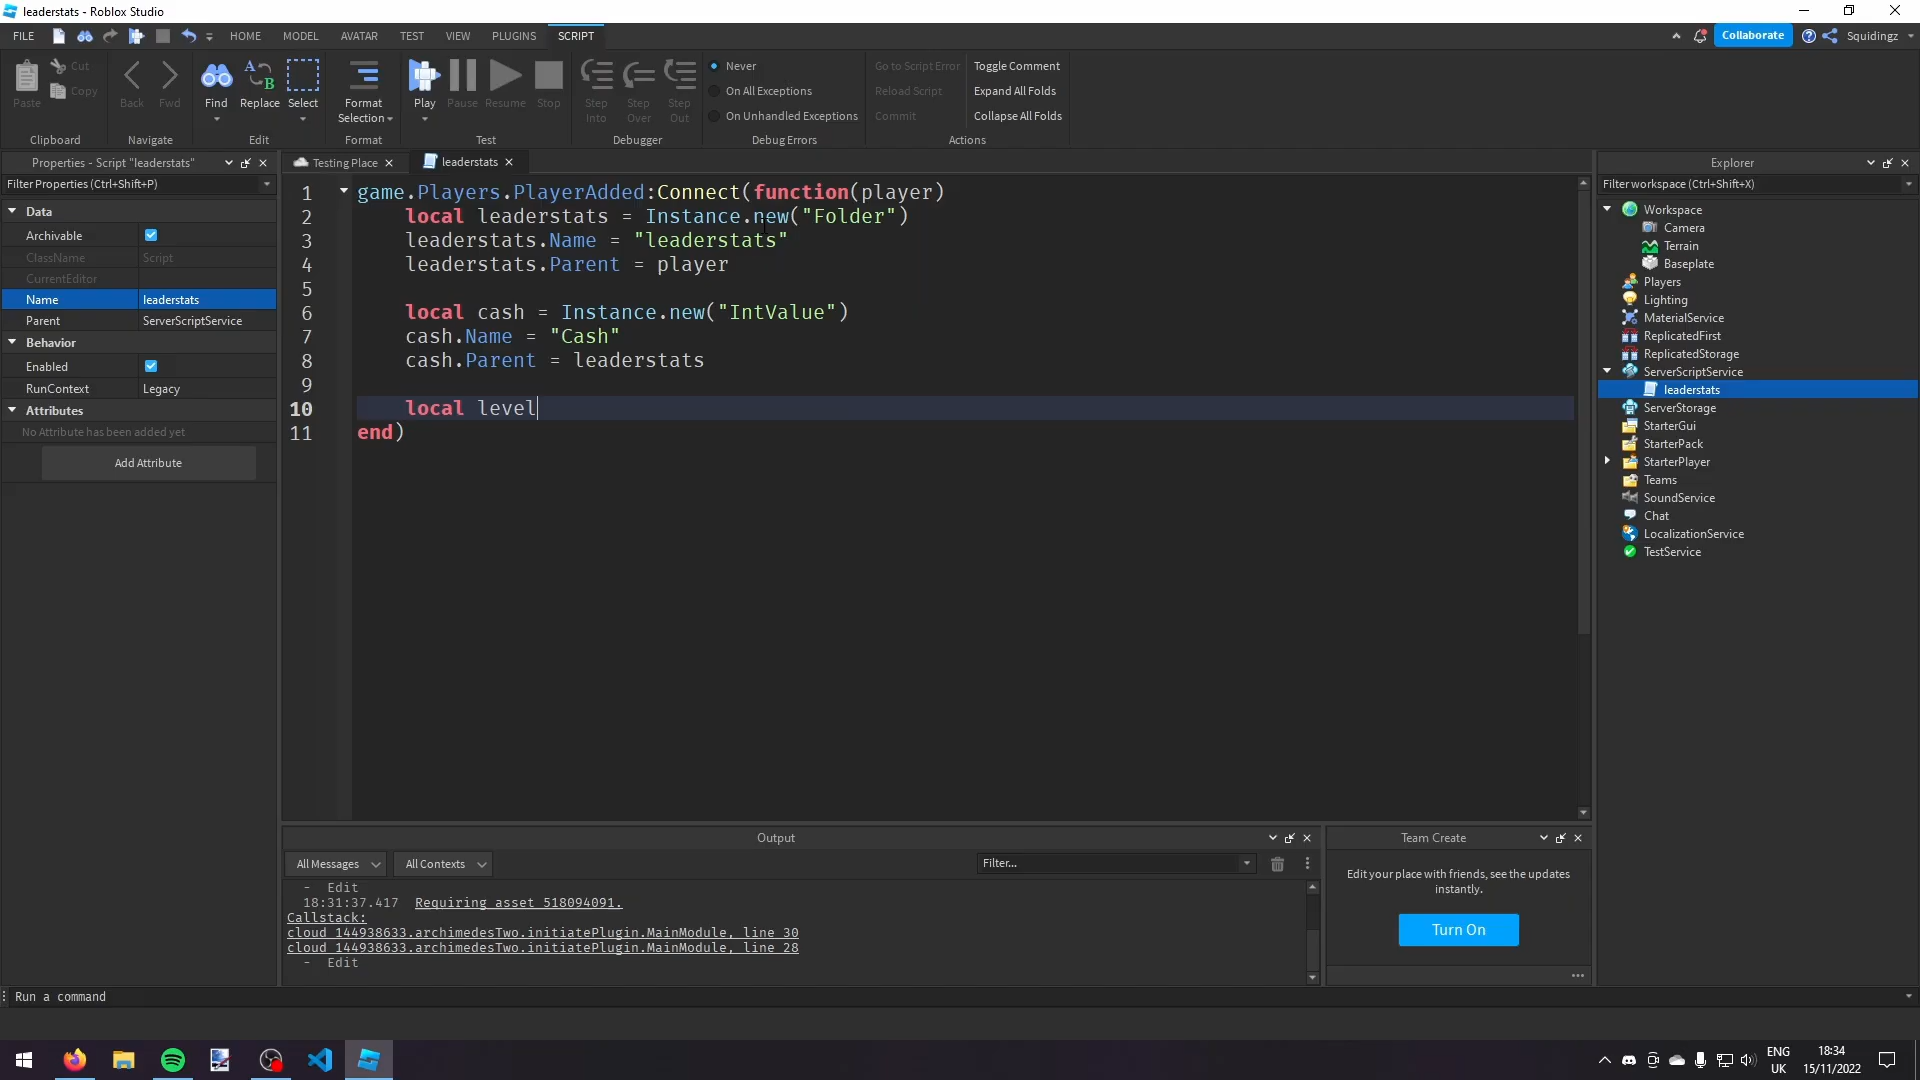 leaderstats - Roblox Studio
FILE HOME MODEL AVATAR TEST VIEW PLUGINS SCRIPT Collaborate Squidingz
Paste Cut Copy Back Fwd Find Replace Select Format Selection Play Pause Resume Stop Step Into Step Over Step Out
Never
On All Exceptions
On Unhandled Exceptions
Go to Script Error
Reload Script
Commit
Toggle Comment
Expand All Folds
Collapse All Folds
Clipboard Navigate Edit Format Test Debugger Debug Errors Actions
Properties - Script "leaderstats"
Filter Properties (Ctrl+Shift+P)
Data
Archivable
ClassName Script
CurrentEditor
Name leaderstats
Parent ServerScriptService
Behavior
Enabled
RunContext Legacy
Attributes
No Attribute has been added yet
Add Attribute
Testing Place leaderstats
1 game.Players.PlayerAdded:Connect(function(player)
2 local leaderstats = Instance.new("Folder")
3 leaderstats.Name = "leaderstats"
4 leaderstats.Parent = player
5
6 local cash = Instance.new("IntValue")
7 cash.Name = "Cash"
8 cash.Parent = leaderstats
9
10 local level
11 end)
Explorer
Filter workspace (Ctrl+Shift+X)
Workspace
Camera
Terrain
Baseplate
Players
Lighting
MaterialService
ReplicatedFirst
ReplicatedStorage
ServerScriptService
leaderstats
ServerStorage
StarterGui
StarterPack
StarterPlayer
Teams
SoundService
Chat
LocalizationService
TestService
Output
All Messages All Contexts Filter...
- Edit
18:31:37.417 Requiring asset 518094091.
Callstack:
cloud_144938633.archimedesTwo.initiatePlugin.MainModule, line 30
cloud_144938633.archimedesTwo.initiatePlugin.MainModule, line 28
- Edit
Team Create
Edit your place with friends, see the updates
instantly.
Turn On
Run a command
ENG
UK
18:34
15/11/2022